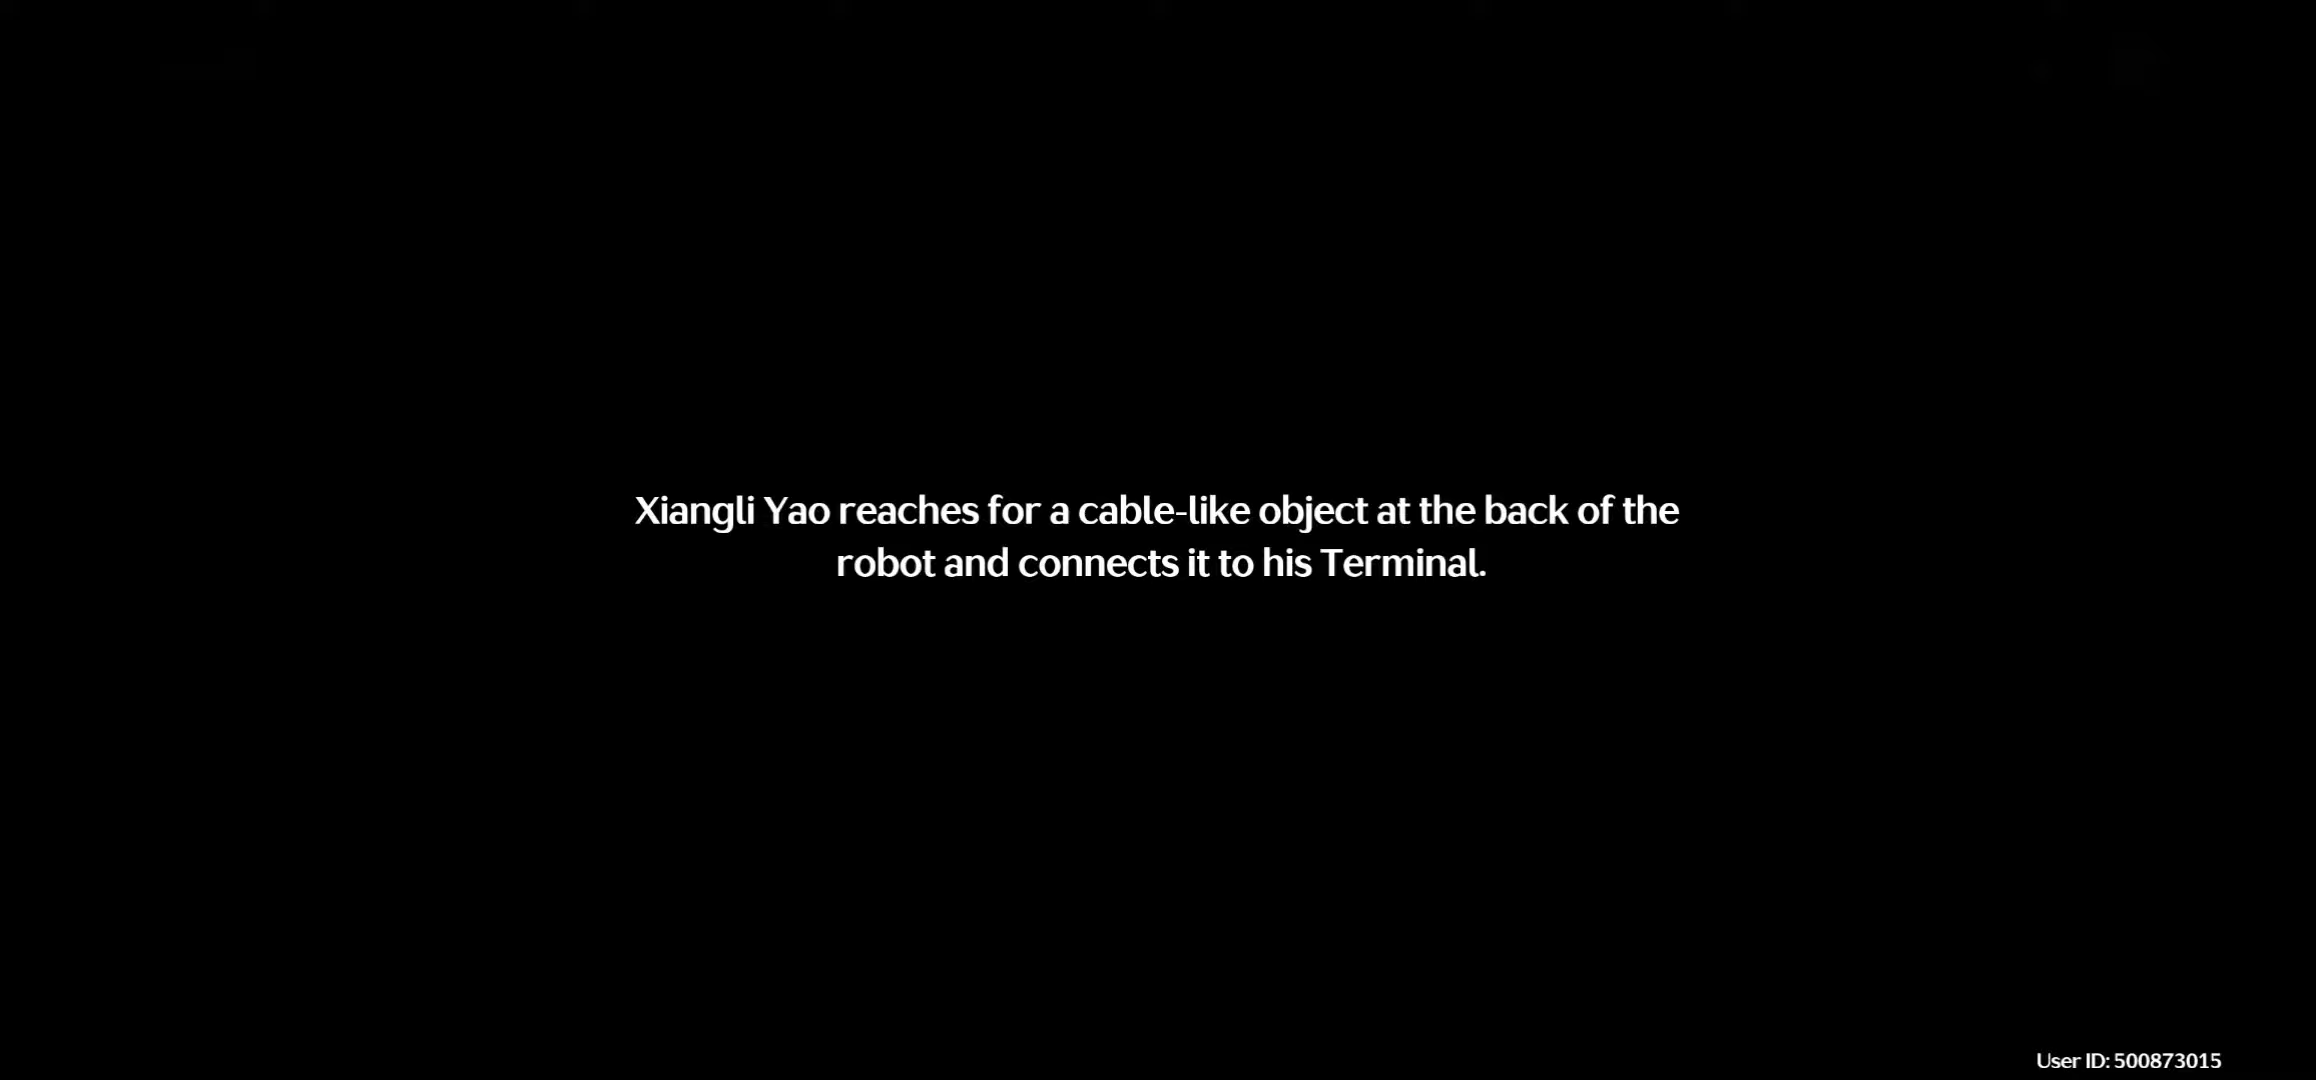 Xiangli Yao reaches for a cable-like object at the back of the
robot and connects it to his Terminal.
User ID: 500873015